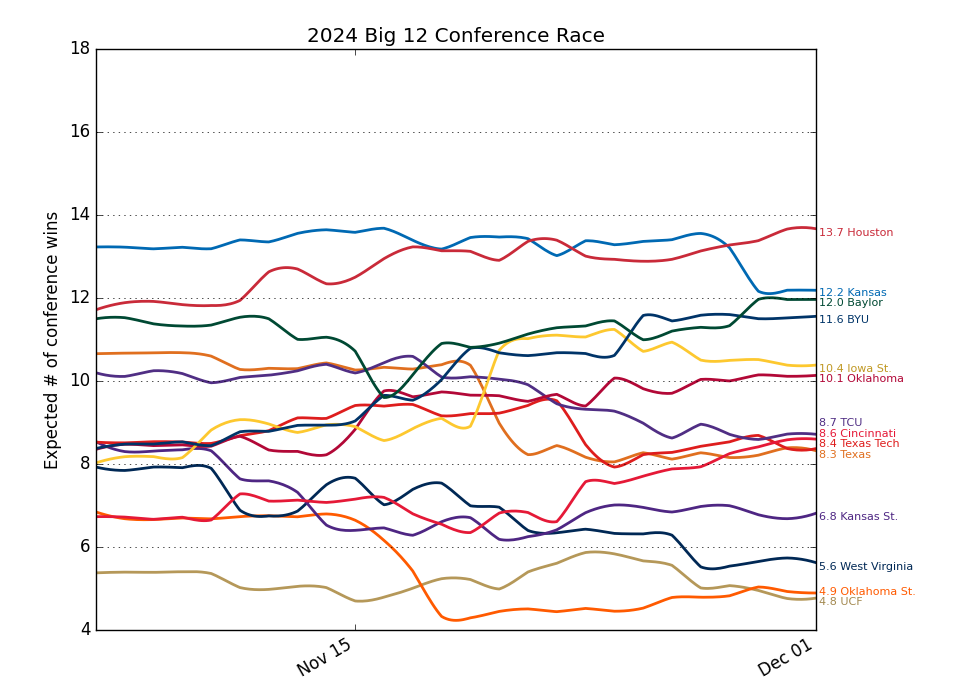 2024 Big 12 Conference Race
Expected # of conference wins
18
16
14
12
10
8
6
4
Nov 15
Dec 01
13.7 Houston
12.2 Kansas
12.0 Baylor
11.6 BYU
10.4 Iowa St.
10.1 Oklahoma
8.7 TCU
8.6 Cincinnati
8.4 Texas Tech
8.3 Texas
6.8 Kansas St.
5.6 West Virginia
4.9 Oklahoma St.
4.8 UCF